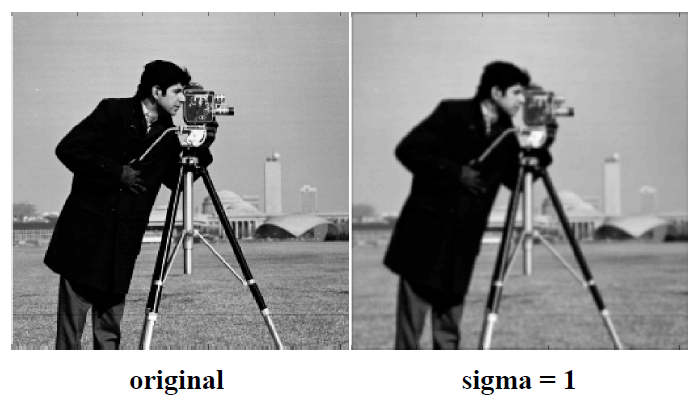 original
sigma = 1